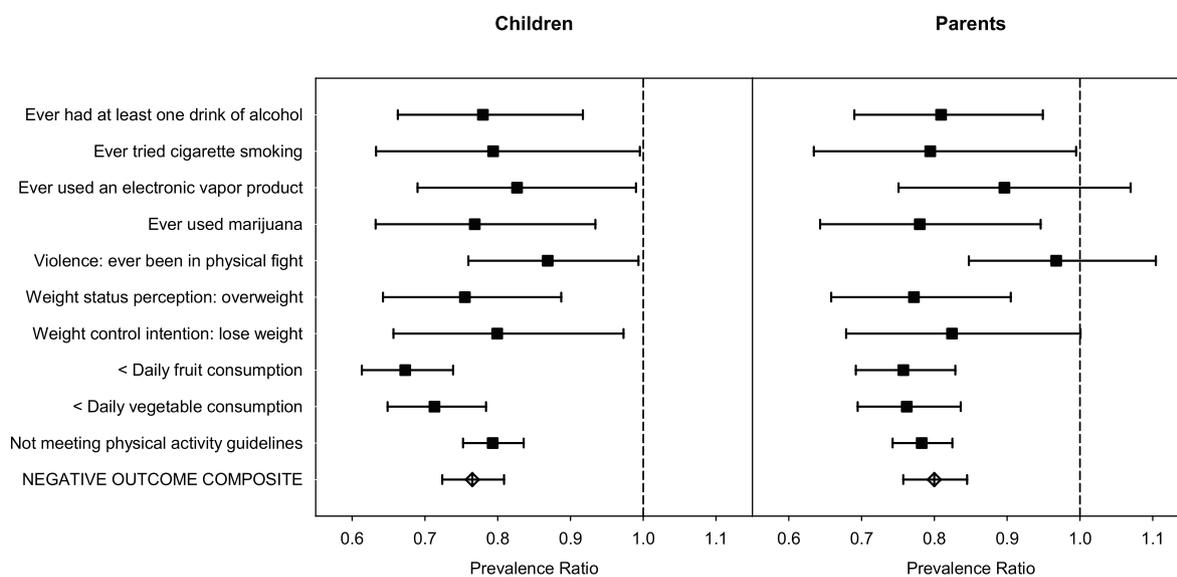 Children Parents
Ever had at least one drink of alcohol
Ever tried cigarette smoking
Ever used an electronic vapor product
Ever used marijuana
Violence: ever been in physical fight
Weight status perception: overweight
Weight control intention: lose weight
< Daily fruit consumption
< Daily vegetable consumption
Not meeting physical activity guidelines
NEGATIVE OUTCOME COMPOSITE
0.6 0.7 0.8 0.9 1.0 1.1 0.6 0.7 0.8 0.9 1.0 1.1
Prevalence Ratio Prevalence Ratio